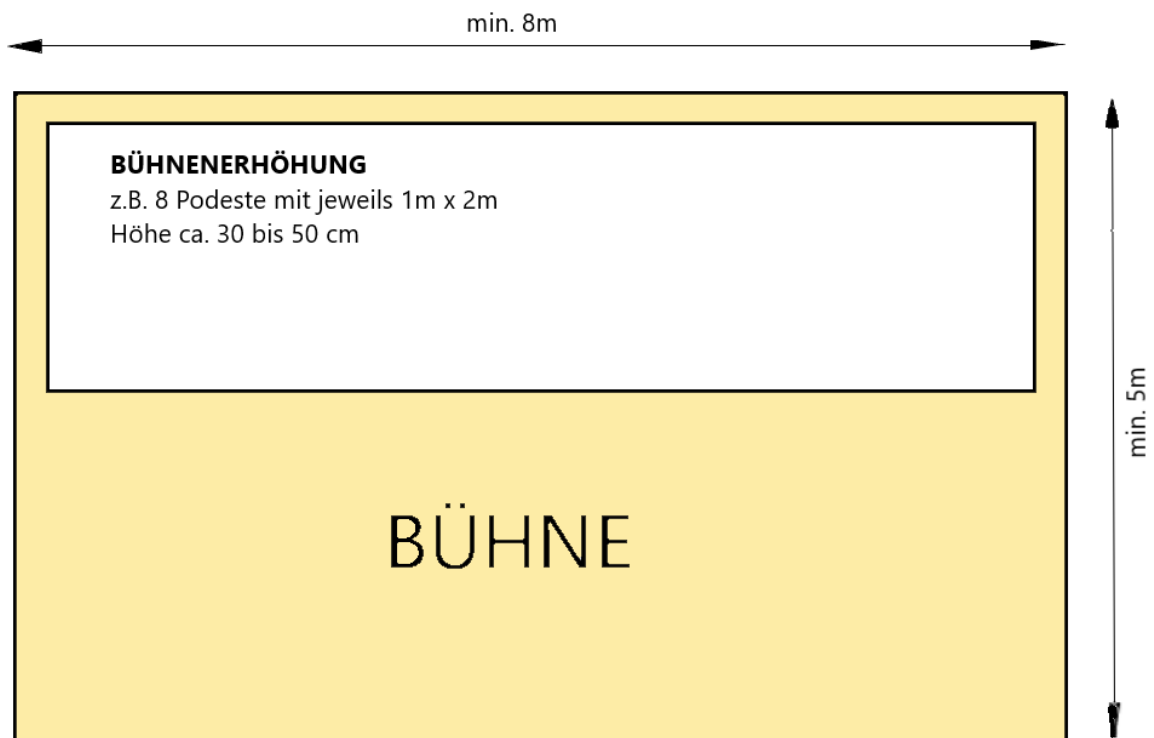 min. 8m
BÜHNENERHÖHUNG
z.B. 8 Podeste mit jeweils 1m x 2m
Höhe ca. 30 bis 50 cm
min. 5m
BÜHNE